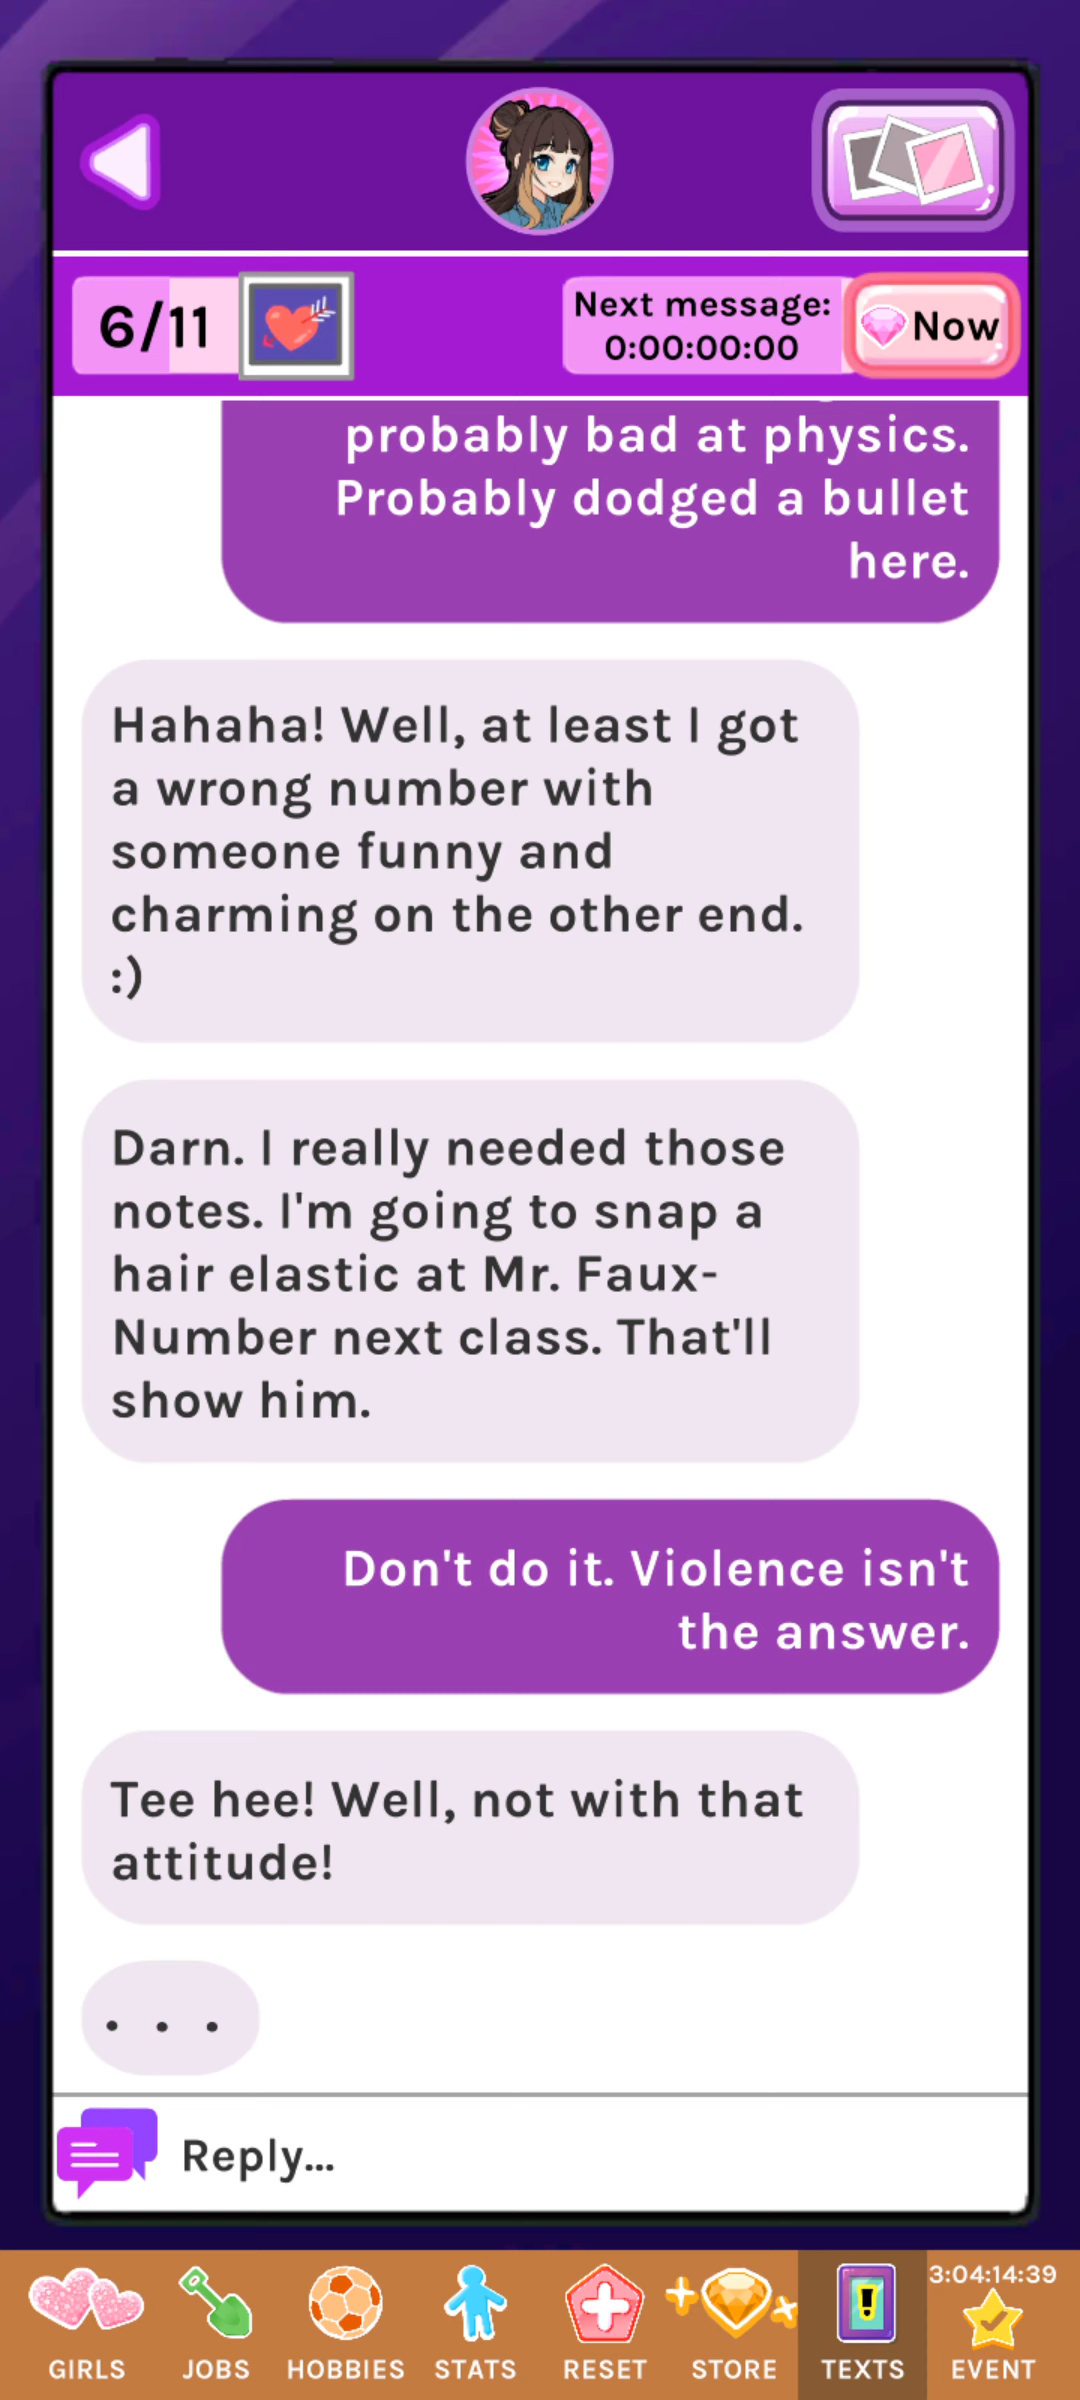 6/11
Next message:
0:00:00:00
Now
probably bad at physics.
Probably dodged a bullet
here.
Hahaha! Well, at least I got
a wrong number with
someone funny and
charming on the other end.
:)
Darn. I really needed those
notes. I'm going to snap a
hair elastic at Mr. Faux-
Number next class. That'll
show him.
Don't do it. Violence isn't
the answer.
Tee hee! Well, not with that
attitude!
. . .
Reply...
3:04:14:39
GIRLS
JOBS
HOBBIES
STATS
RESET
STORE
TEXTS
EVENT